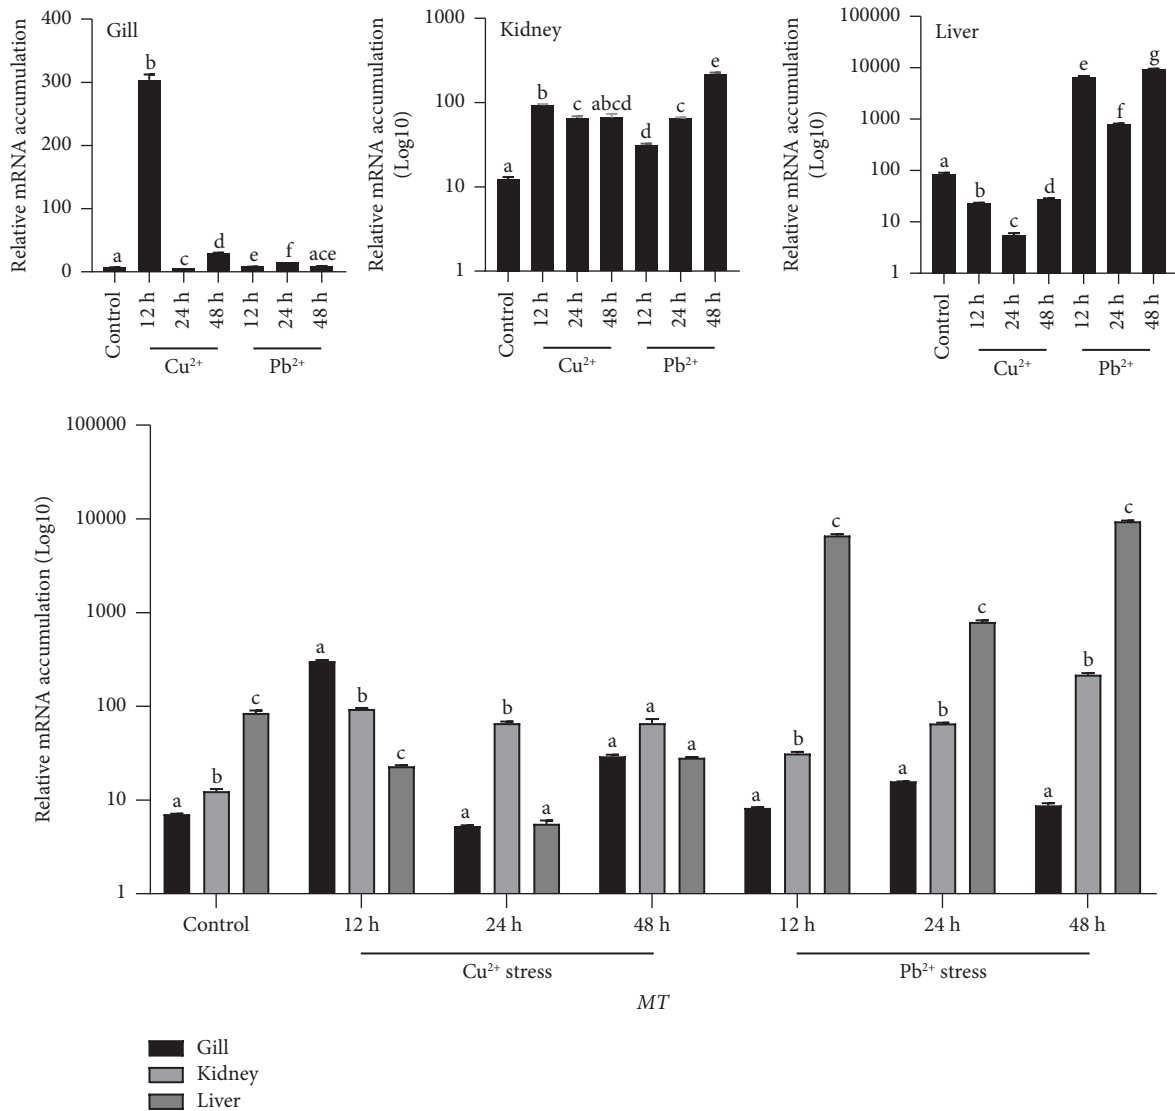 Gill
Relative mRNA accumulation
400
300
200
100
0
a
b
c
d
e
f
ace
Control
12 h
24 h
48 h
12 h
24 h
48 h
Cu²⁺
Pb²⁺
Kidney
Relative mRNA accumulation
(Log10)
1000
100
10
1
a
b
c
abcd
d
c
e
Control
12 h
24 h
48 h
12 h
24 h
48 h
Cu²⁺
Pb²⁺
Liver
Relative mRNA accumulation
(Log10)
100000
10000
1000
100
10
1
a
b
c
d
e
f
g
Control
12 h
24 h
48 h
12 h
24 h
48 h
Cu²⁺
Pb²⁺
Relative mRNA accumulation (Log10)
100000
10000
1000
100
10
1
a b c
a b c
a b a
a a a
a b c
a b c
a b c
Control 12 h 24 h 48 h 12 h 24 h 48 h
Cu²⁺ stress Pb²⁺ stress
MT
Gill
Kidney
Liver